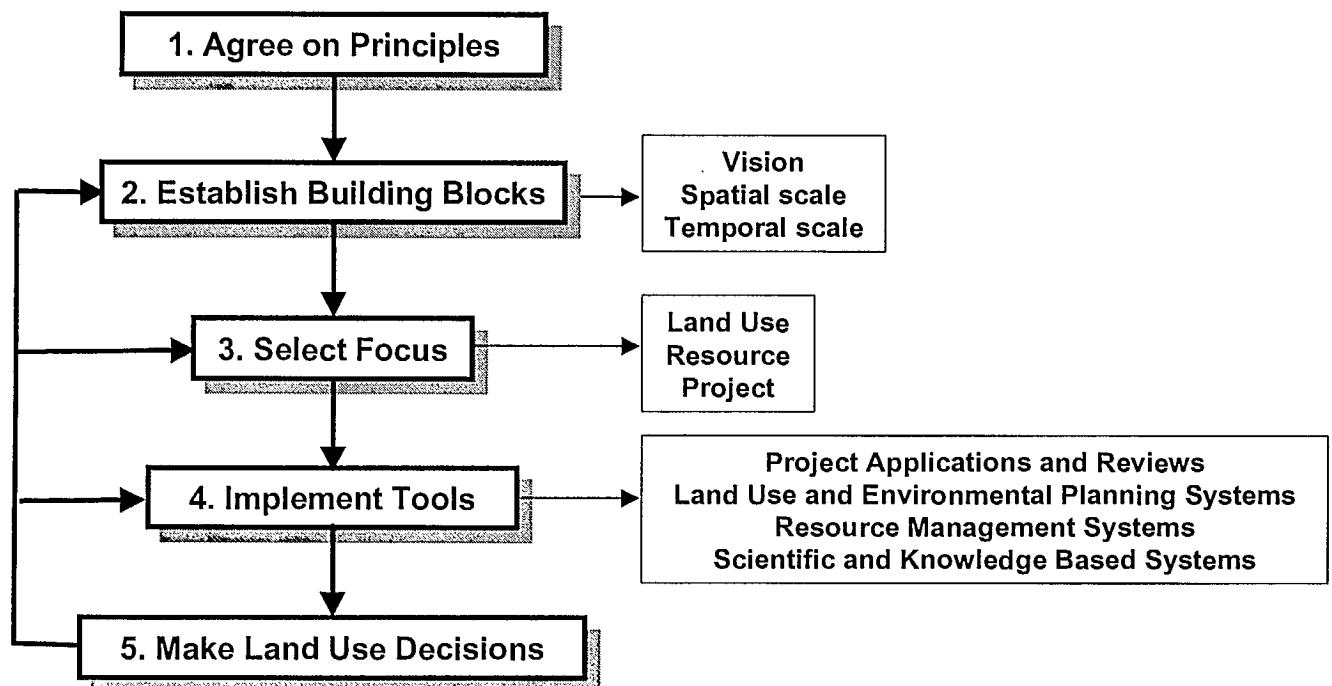 1. Agree on Principles
2. Establish Building Blocks
Vision
Spatial scale
Temporal scale
3. Select Focus
Land Use
Resource
Project
4. Implement Tools
Project Applications and Reviews
Land Use and Environmental Planning Systems
Resource Management Systems
Scientific and Knowledge Based Systems
5. Make Land Use Decisions